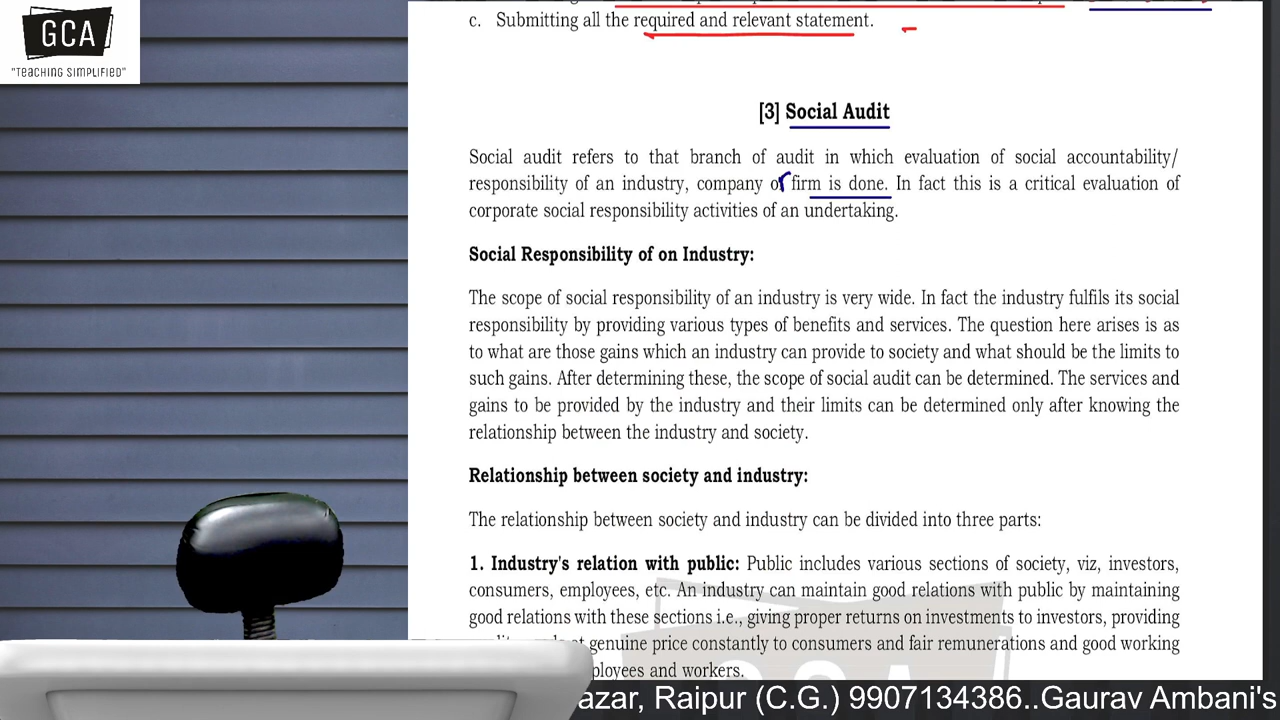 GCA
"TEACHING SIMPLIFIED"
c. Submitting all the required and relevant statement.
[3] Social Audit
Social audit refers to that branch of audit in which evaluation of social accountability/
responsibility of an industry, company or firm is done. In fact this is a critical evaluation of
corporate social responsibility activities of an undertaking.
Social Responsibility of on Industry:
The scope of social responsibility of an industry is very wide. In fact the industry fulfils its social
responsibility by providing various types of benefits and services. The question here arises is as
to what are those gains which an industry can provide to society and what should be the limits to
such gains. After determining these, the scope of social audit can be determined. The services and
gains to be provided by the industry and their limits can be determined only after knowing the
relationship between the industry and society.
Relationship between society and industry:
The relationship between society and industry can be divided into three parts:
1. Industry's relation with public: Public includes various sections of society, viz, investors,
consumers, employees, etc. An industry can maintain good relations with public by maintaining
good relations with these sections i.e., giving proper returns on investments to investors, providing
genuine price constantly to consumers and fair remunerations and good working
and workers.
Raipur (C.G.) 9907134386..Gaurav Ambani's